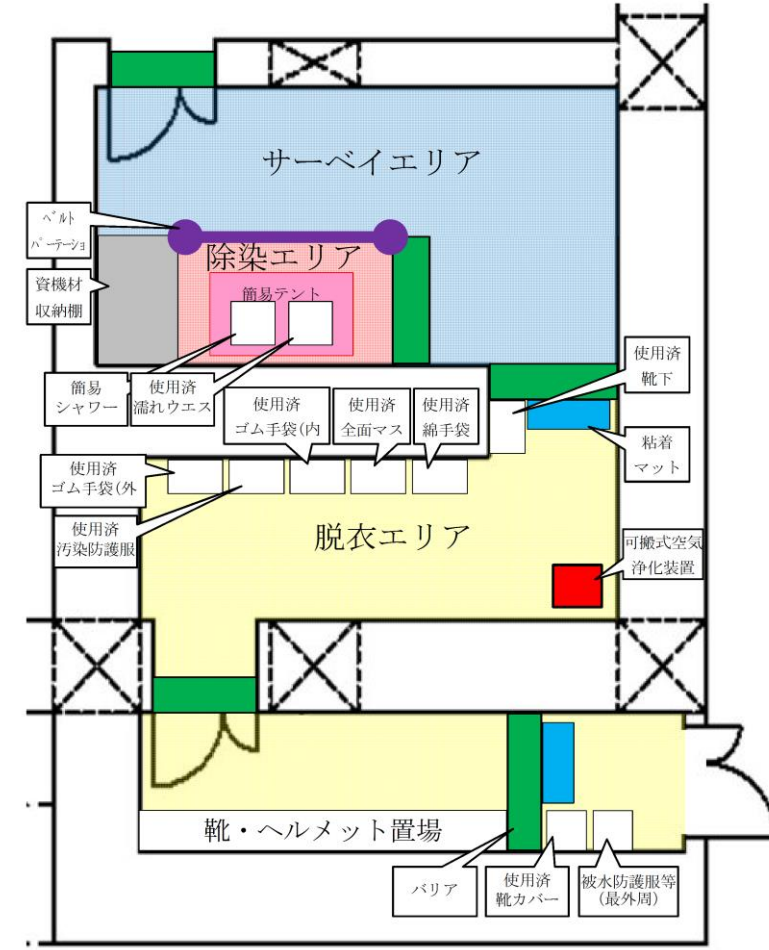 サーベイエリア
ベルト
パーテーショ
除染エリア
資機材
収納棚
簡易テント
簡易
シャワー
使用済
濡れウエス
使用済
ゴム手袋(内
使用済
全面マス
使用済
綿手袋
使用済
靴下
粘着
マット
使用済
ゴム手袋(外
使用済
汚染防護服
脱衣エリア
可搬式空気
浄化装置
靴・ヘルメット置場
バリア
使用済
靴カバー
被水防護服等
(最外周)